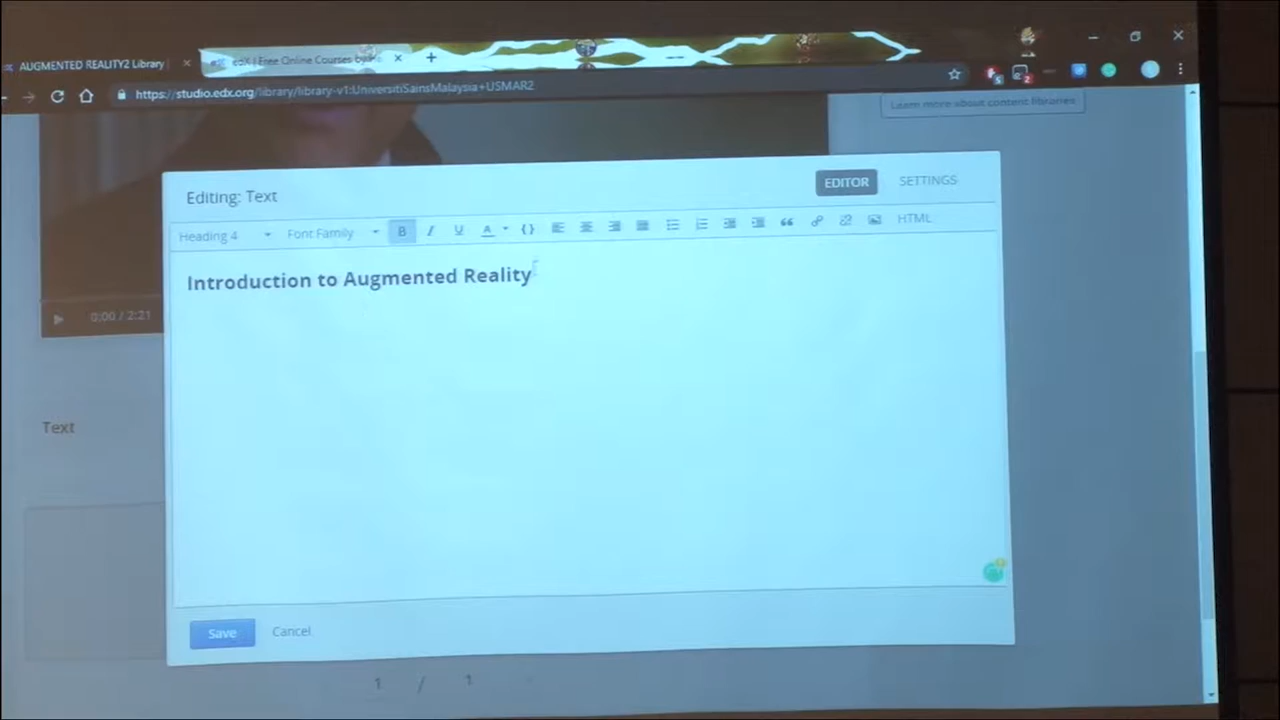 AUGMENTED REALITY2 Library
edX | Free Online Courses by
https://studio.edx.org/library/library-v1:UniversitiSainsMalaysia+USMAR2
Learn more about content libraries
Editing: Text
EDITOR
SETTINGS
Heading 4
Font Family
B
I
U
A
{}
HTML
Introduction to Augmented Reality
0:00 / 2:21
Text
Save
Cancel
1 / 1